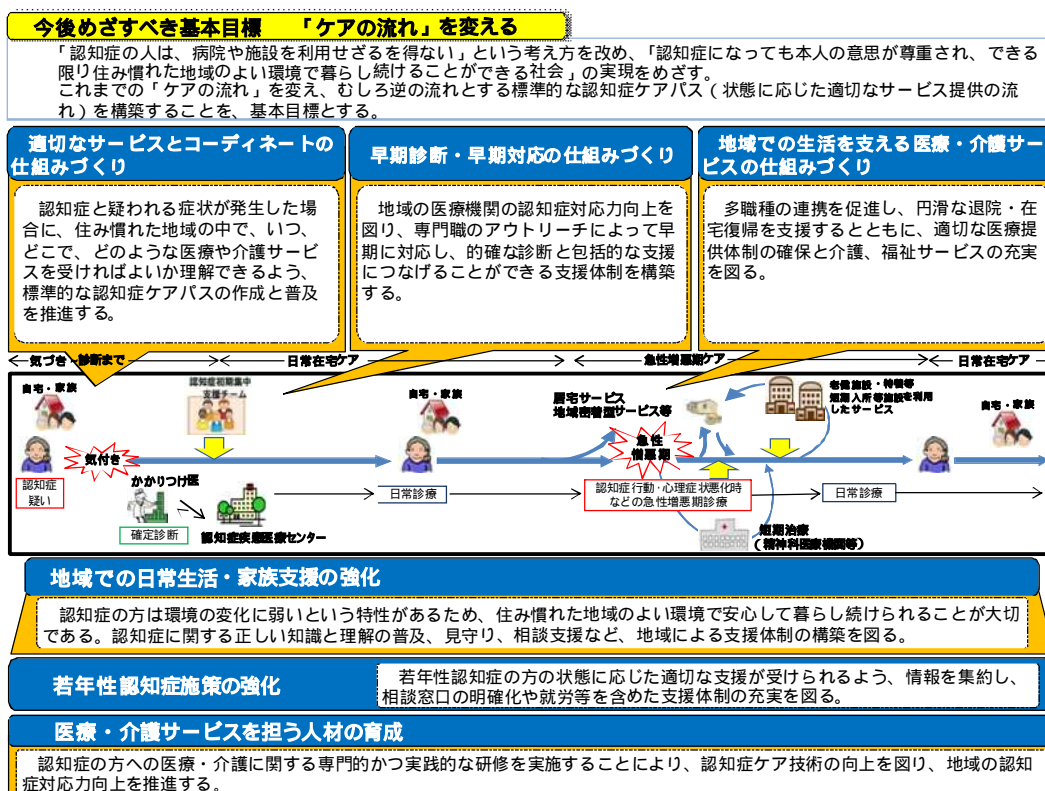 今後めざすべき基本目標 「ケアの流れ」を変える
「認知症の人は、病院や施設を利用せざるを得ない」という考え方を改め、「認知症になっても本人の意思が尊重され、できる
限り住み慣れた地域のよい環境で暮らし続けることができる社会」の実現をめざす。
これまでの「ケアの流れ」を変え、むしろ逆の流れとする標準的な認知症ケアパス(状態に応じた適切なサービス提供の流
れ)を構築することを、基本目標とする。
適切なサービスとコーディネートの
仕組みづくり
認知症と疑われる症状が発生した場
合に、住み慣れた地域の中で、いつ、
どこで、どのような医療や介護サービ
スを受ければよいか理解できるよう、
標準的な認知症ケアパスの作成と普及
を推進する。
早期診断・早期対応の仕組みづくり
地域の医療機関の認知症対応力向上を
図り、専門職のアウトリーチによって早
期に対応し、的確な診断と包括的な支援
につなげることができる支援体制を構築
する。
地域での生活を支える医療・介護サー
ビスの仕組みづくり
多職種の連携を促進し、円滑な退院・在
宅復帰を支援するとともに、適切な医療提
供体制の確保と介護、福祉サービスの充実
を図る。
気づき~診断まで
日常在宅ケア
急性増悪期ケア
日常在宅ケア
自宅・家族
認知症初期集中
支援チーム
自宅・家族
居宅サービス
地域密着型サービス等
老健施設・特養等
短期入所等施設を利用
したサービス
自宅・家族
気付き
急性
憎悪期
認知症
疑い
かかりつけ医
確定診断
認知症疾患医療センター
日常診療
認知症行動・心理症状悪化時
などの急性増悪期診療
日常診療
短期治療
(精神科医療機関等)
地域での日常生活・家族支援の強化
認知症の方は環境の変化に弱いという特性があるため、住み慣れた地域のよい環境で安心して暮らし続けられることが大切
である。認知症に関する正しい知識と理解の普及、見守り、相談支援など、地域による支援体制の構築を図る。
若年性認知症施策の強化
若年性認知症の方の状態に応じた適切な支援が受けられるよう、情報を集約し、
相談窓口の明確化や就労等を含めた支援体制の充実を図る。
医療・介護サービスを担う人材の育成
認知症の方への医療・介護に関する専門的かつ実践的な研修を実施することにより、認知症ケア技術の向上を図り、地域の認知
症対応力向上を推進する。